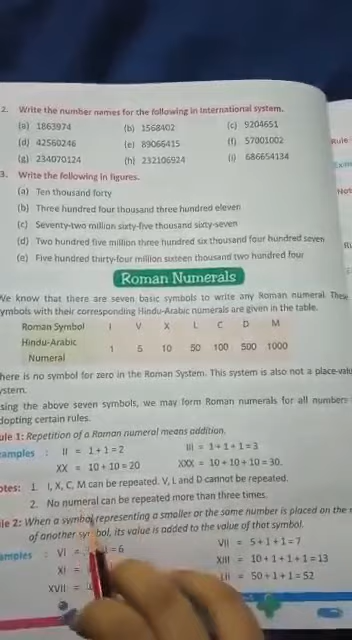 2. Write the number names for the following in International system.
(a) 1863974 (b) 1568402 (c) 9204651
(d) 42560246 (e) 89066415 (f) 57001002
(g) 234070124 (h) 232106924 (i) 686654134
3. Write the following in figures.
(a) Ten thousand forty
(b) Three hundred four thousand three hundred eleven
(c) Seventy-two million sixty-five thousand sixty-seven
(d) Two hundred five million three hundred six thousand four hundred seven
(e) Five hundred thirty-four million sixteen thousand two hundred four
Roman Numerals
We know that there are seven basic symbols to write any Roman numeral. These
ymbols with their corresponding Hindu-Arabic numerals are given in the table.
Roman Symbol I V X L C D M
Hindu-Arabic
Numeral 1 5 10 50 100 500 1000
here is no symbol for zero in the Roman System. This system is also not a place-valu
ystem.
sing the above seven symbols, we may form Roman numerals for all numbers
dopting certain rules.
ule 1: Repetition of a Roman numeral means addition.
amples : II = 1+1=2 III = 1+1+1=3
XX = 10+10=20 XXX = 10+10+10=30.
otes: 1. I, X, C, M can be repeated. V, L and D cannot be repeated.
2. No numeral can be repeated more than three times.
le 2: When a symbol representing a smaller or the same number is placed on the
of another symbol, its value is added to the value of that symbol.
amples : VI = = 6 VII = 5+1+1=7
XI = XIII = 10+1+1+1=13
XVII = = 50+1+1=52
Rule
Not